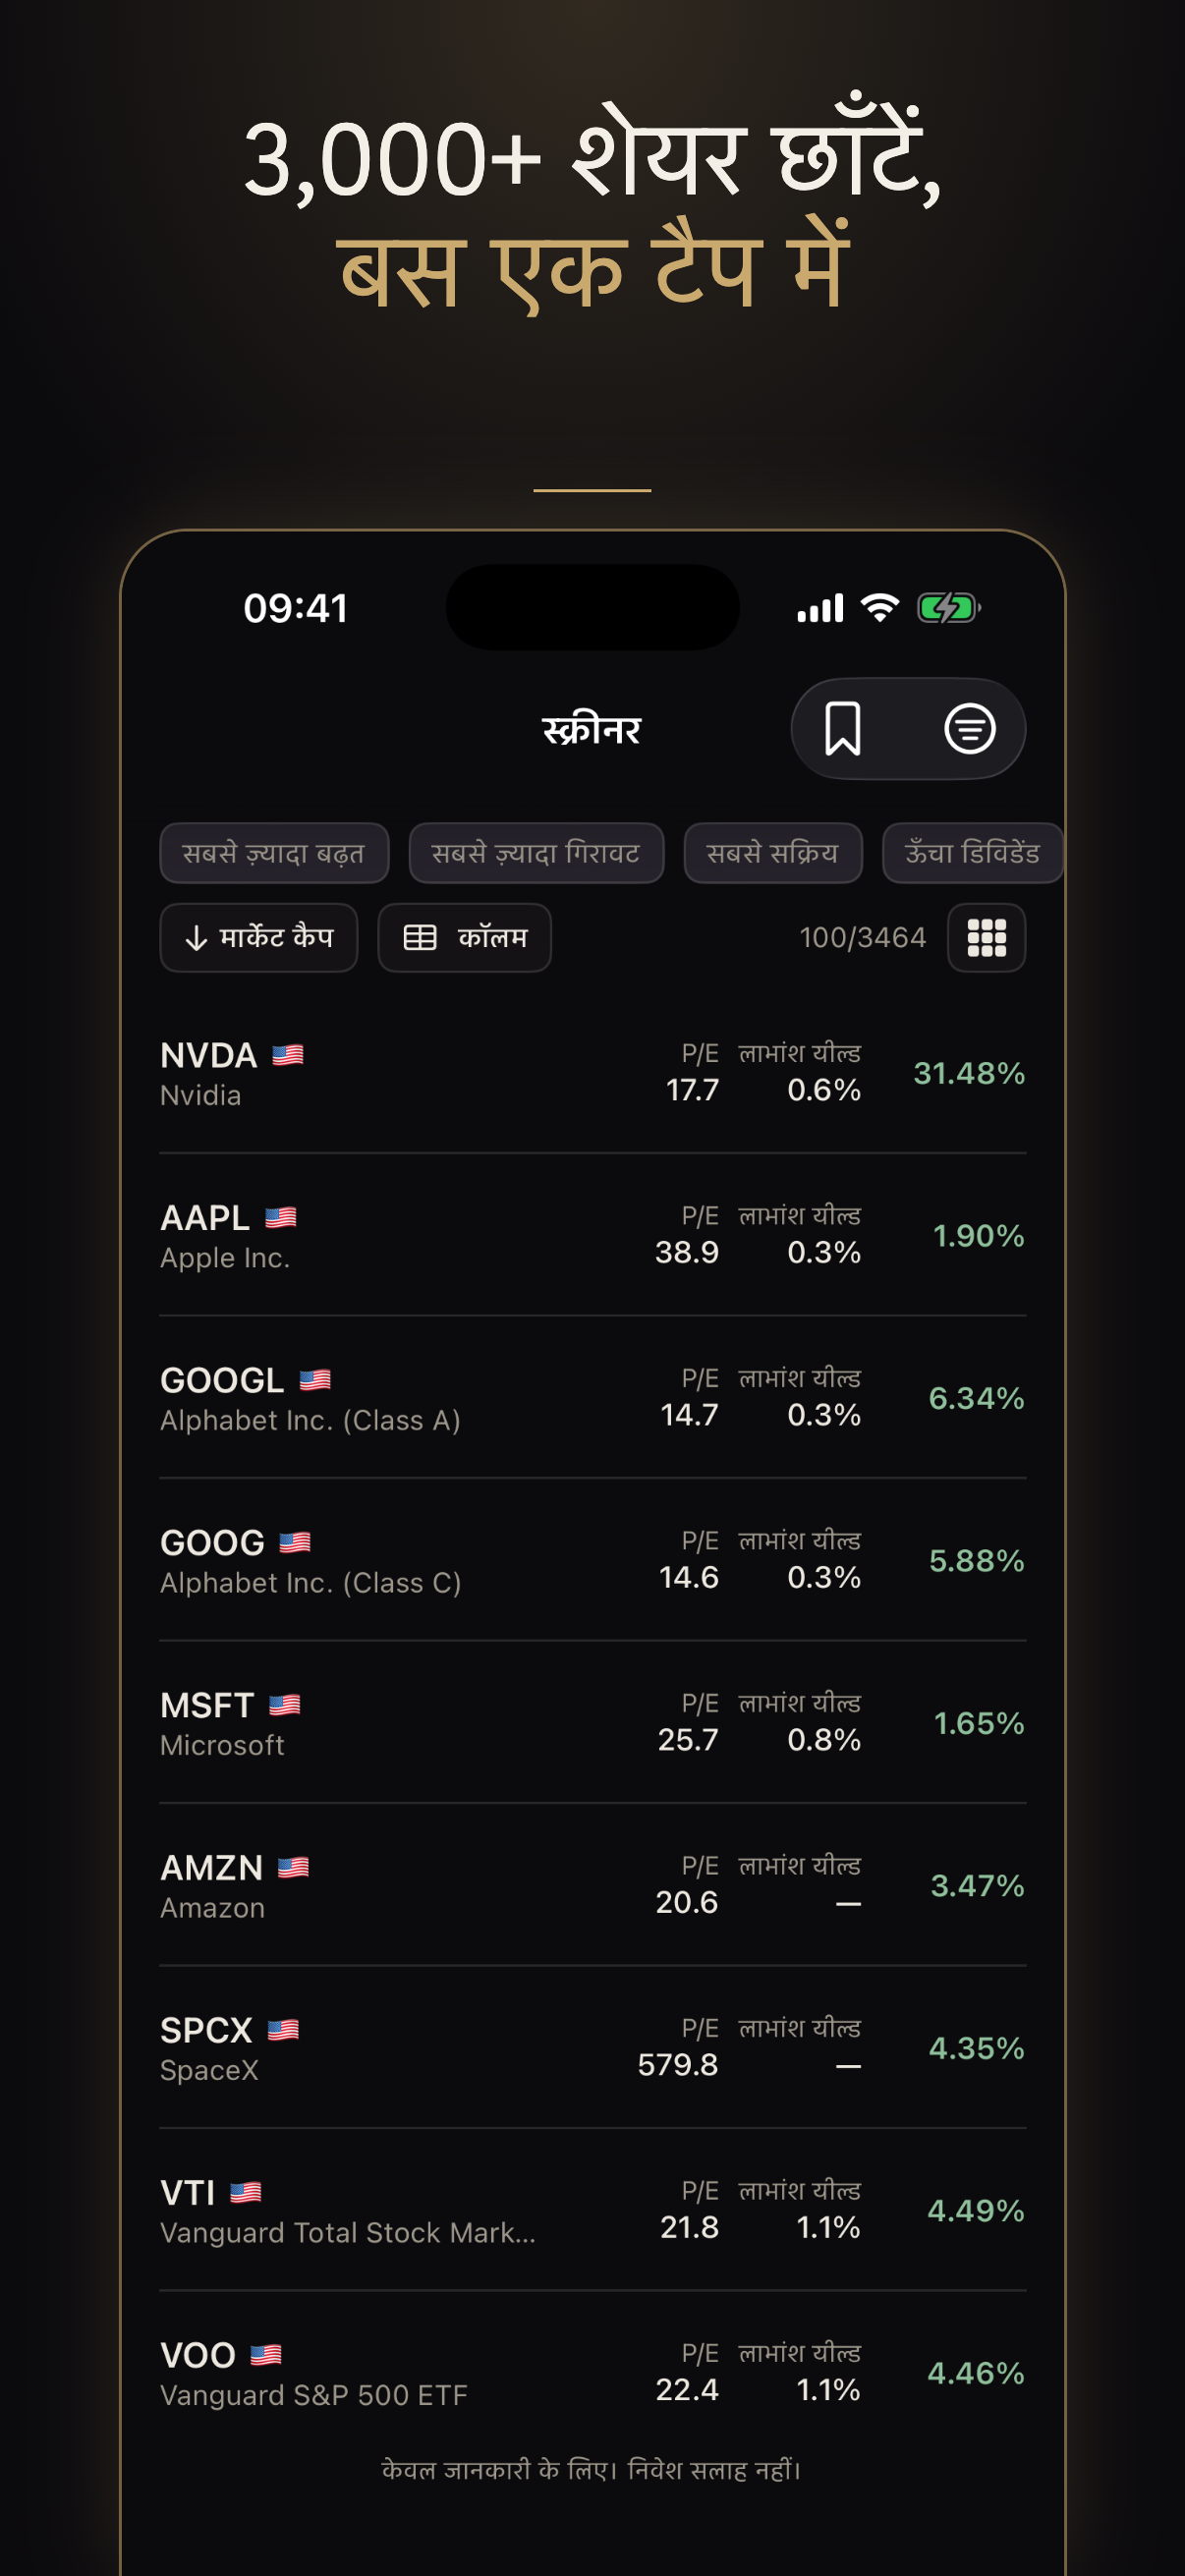 3,000+ शेयर छाँटें,
बस एक टैप में
09:41
स्क्रीनर
सबसे ज़्यादा बढ़त सबसे ज़्यादा गिरावट सबसे सक्रिय ऊँचा डिविडेंड
↓ मार्केट कैप कॉलम 100/3464
NVDA P/E लाभांश यील्ड 31.48%
Nvidia 17.7 0.6%
AAPL P/E लाभांश यील्ड 1.90%
Apple Inc. 38.9 0.3%
GOOGL P/E लाभांश यील्ड 6.34%
Alphabet Inc. (Class A) 14.7 0.3%
GOOG P/E लाभांश यील्ड 5.88%
Alphabet Inc. (Class C) 14.6 0.3%
MSFT P/E लाभांश यील्ड 1.65%
Microsoft 25.7 0.8%
AMZN P/E लाभांश यील्ड 3.47%
Amazon 20.6 —
SPCX P/E लाभांश यील्ड 4.35%
SpaceX 579.8 —
VTI P/E लाभांश यील्ड 4.49%
Vanguard Total Stock Mark... 21.8 1.1%
VOO P/E लाभांश यील्ड 4.46%
Vanguard S&P 500 ETF 22.4 1.1%
केवल जानकारी के लिए। निवेश सलाह नहीं।